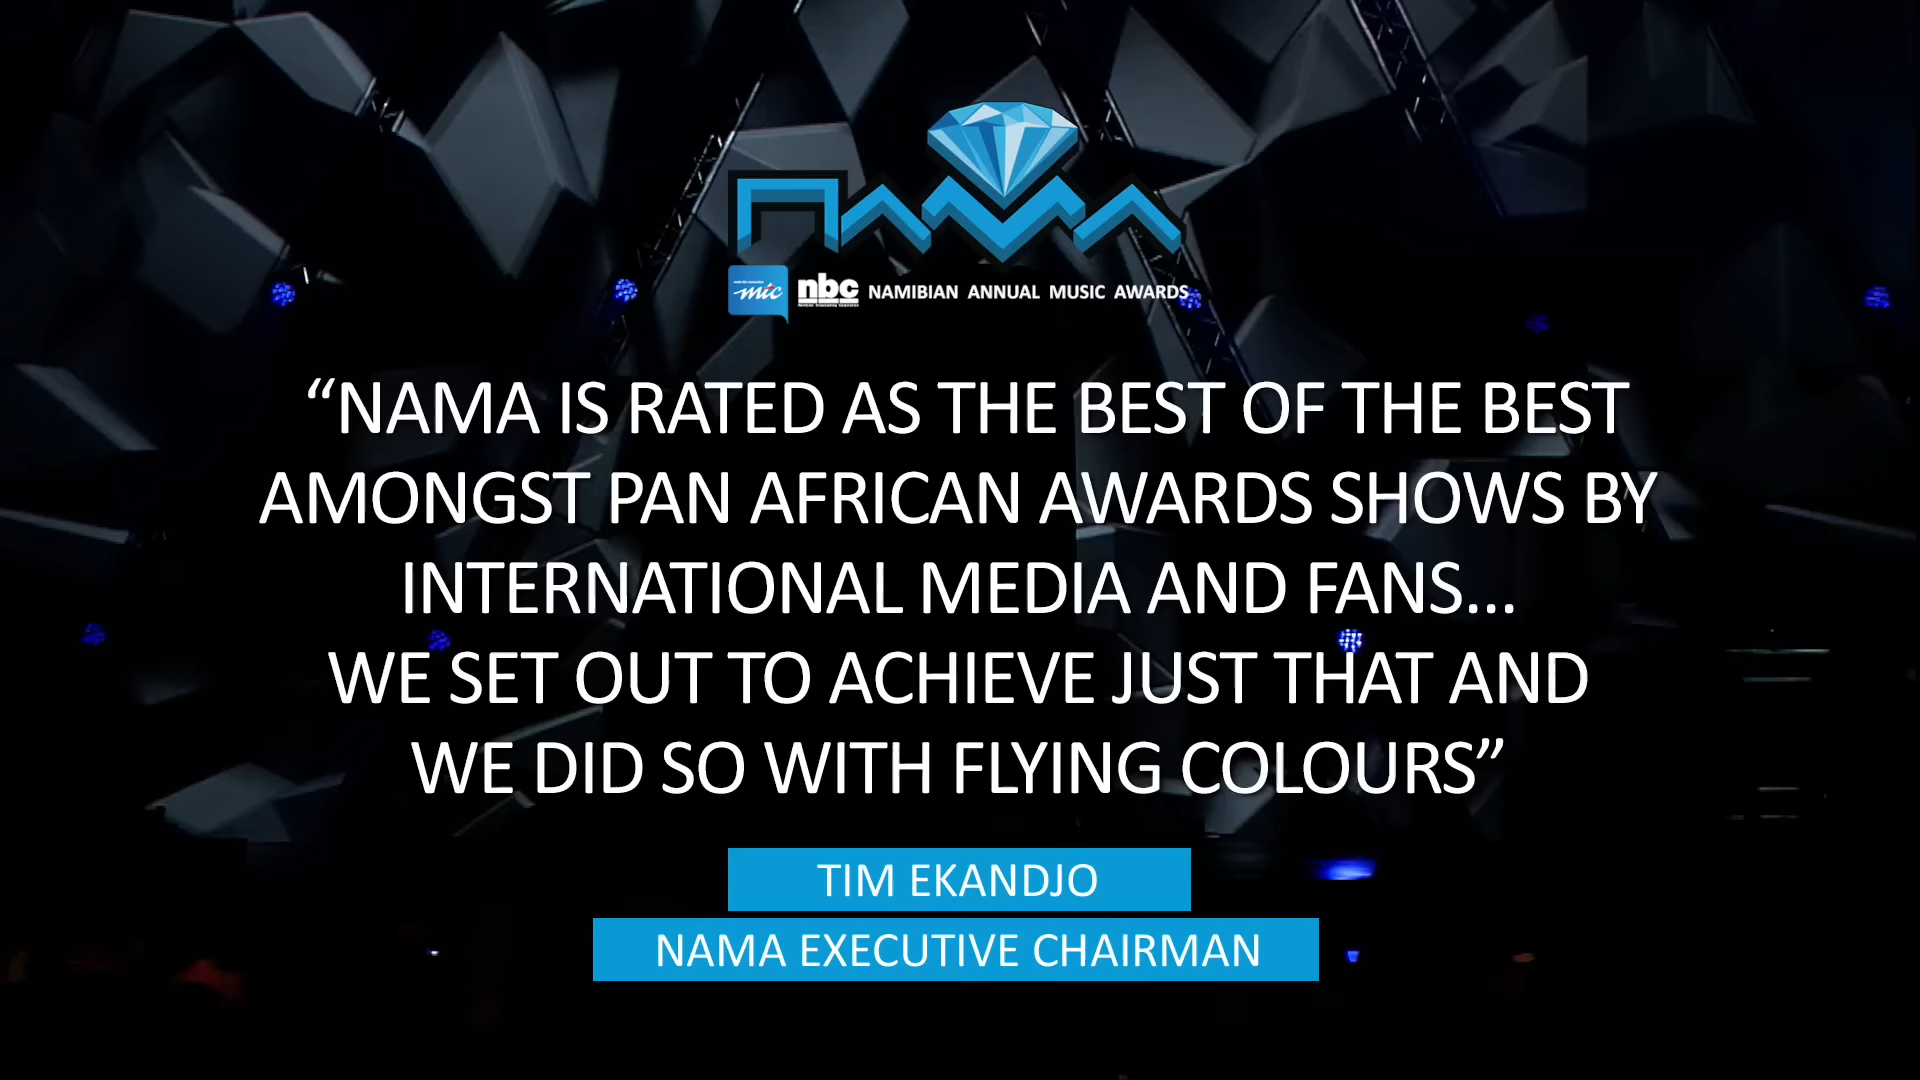 NAMA
mtc nbc NAMIBIAN ANNUAL MUSIC AWARDS
“NAMA IS RATED AS THE BEST OF THE BEST
AMONGST PAN AFRICAN AWARDS SHOWS BY
INTERNATIONAL MEDIA AND FANS...
WE SET OUT TO ACHIEVE JUST THAT AND
WE DID SO WITH FLYING COLOURS”
TIM EKANDJO
NAMA EXECUTIVE CHAIRMAN